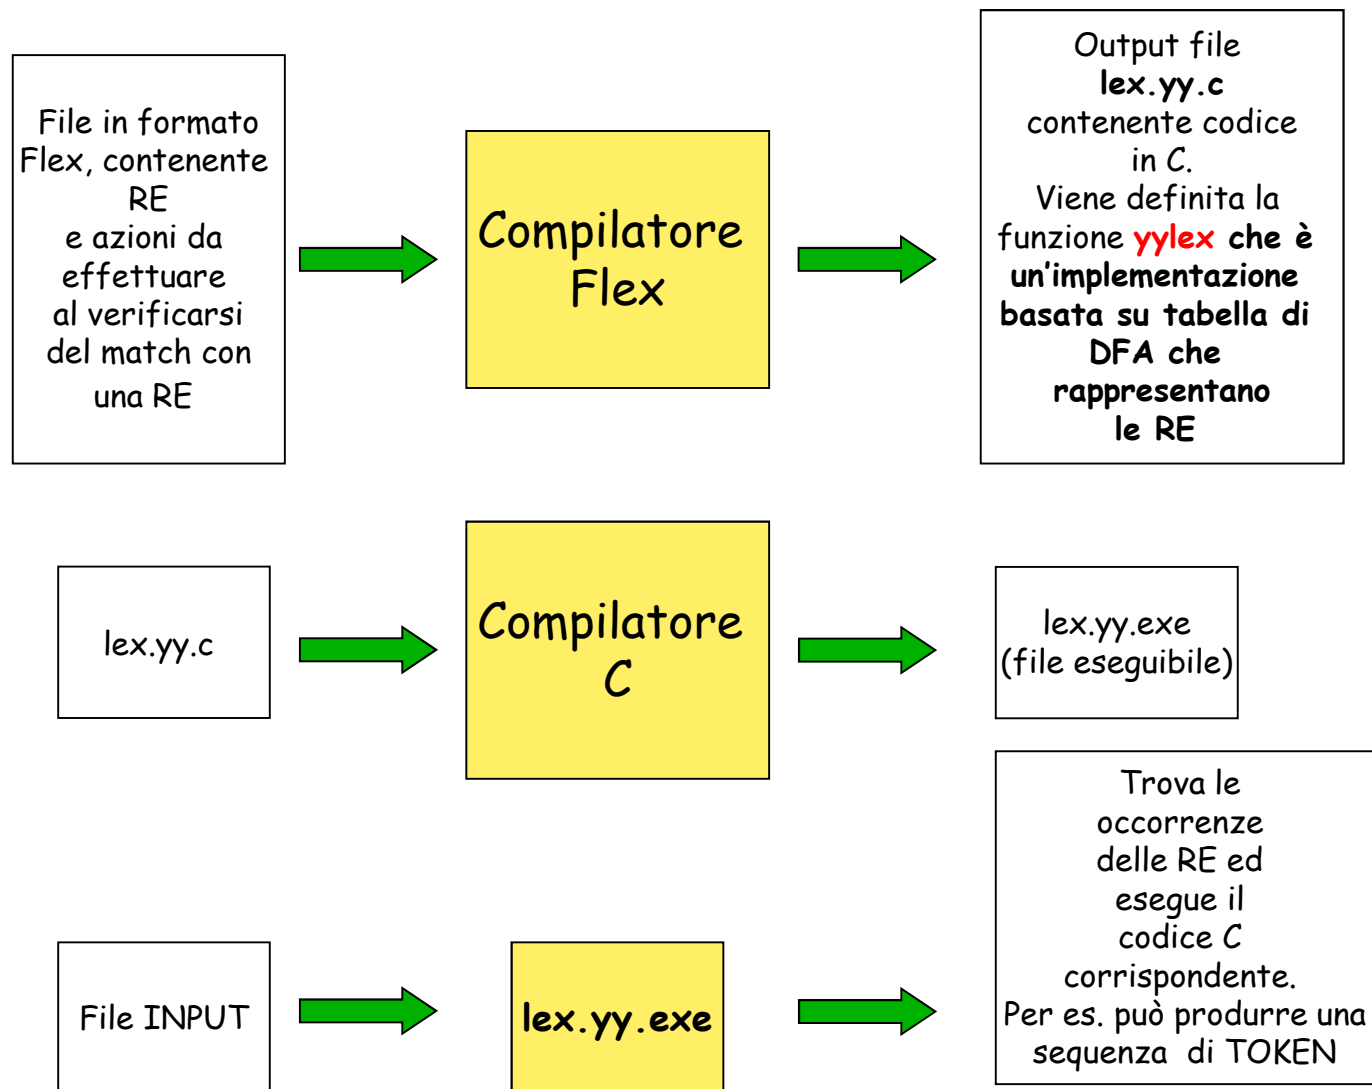 File in formato
Flex, contenente
RE
e azioni da
effettuare
al verificarsi
del match con
una RE
Compilatore
Flex
Output file
lex.yy.c
contenente codice
in C.
Viene definita la
funzione yylex che è
un'implementazione
basata su tabella di
DFA che
rappresentano
le RE
lex.yy.c
Compilatore
C
lex.yy.exe
(file eseguibile)
File INPUT
lex.yy.exe
Trova le
occorrenze
delle RE ed
esegue il
codice C
corrispondente.
Per es. può produrre una
sequenza di TOKEN